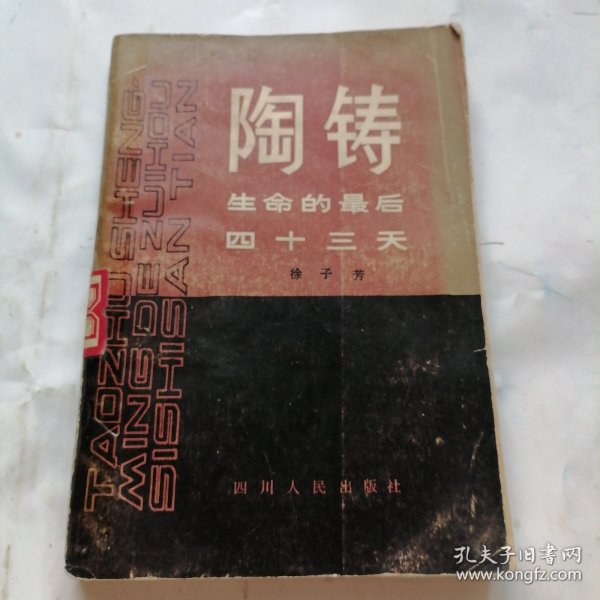 陶铸
生命的最后
四十三天
徐子芳
TAOZHU SHENG-
MING DE ZUIHOU
SISHISAN TIAN
四川人民出版社
孔夫子旧书网
www.kongfz.com